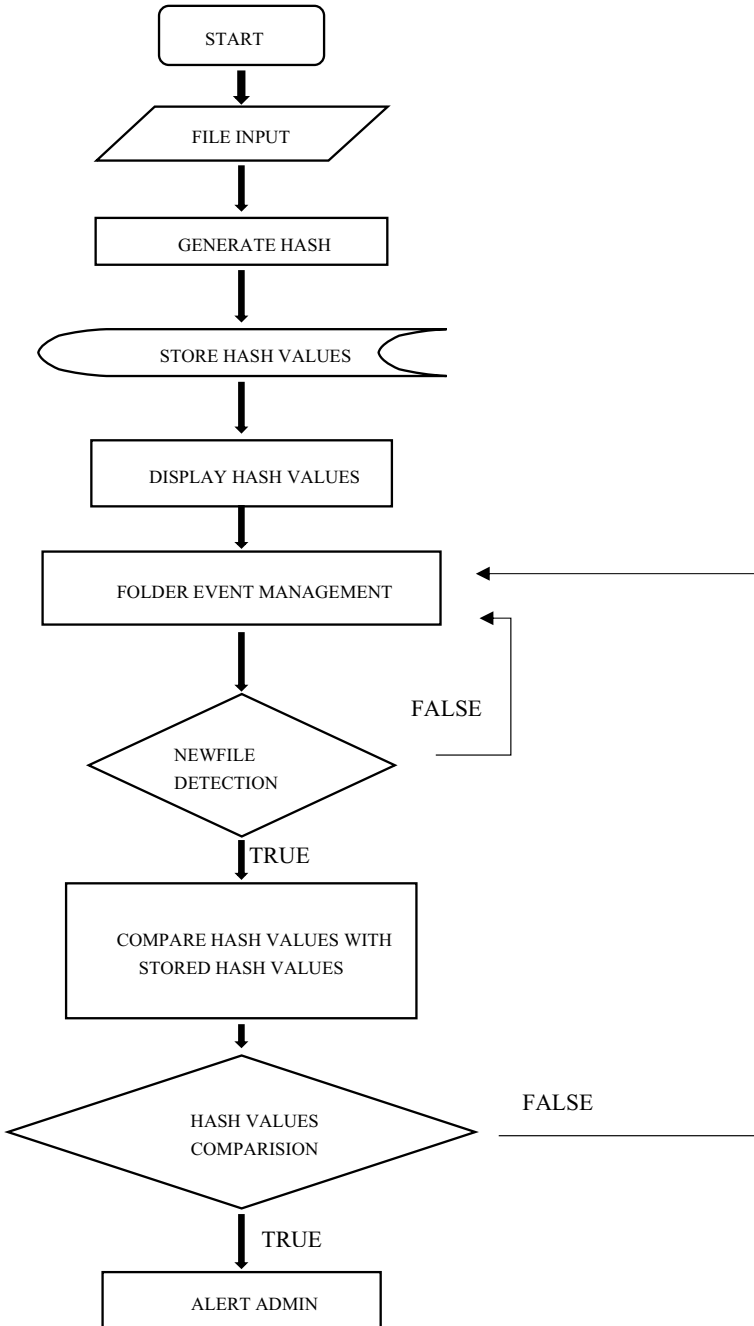 START
FILE INPUT
GENERATE HASH
STORE HASH VALUES
DISPLAY HASH VALUES
FOLDER EVENT MANAGEMENT
FALSE
NEWFILE
DETECTION
TRUE
COMPARE HASH VALUES WITH
STORED HASH VALUES
FALSE
HASH VALUES
COMPARISION
TRUE
ALERT ADMIN